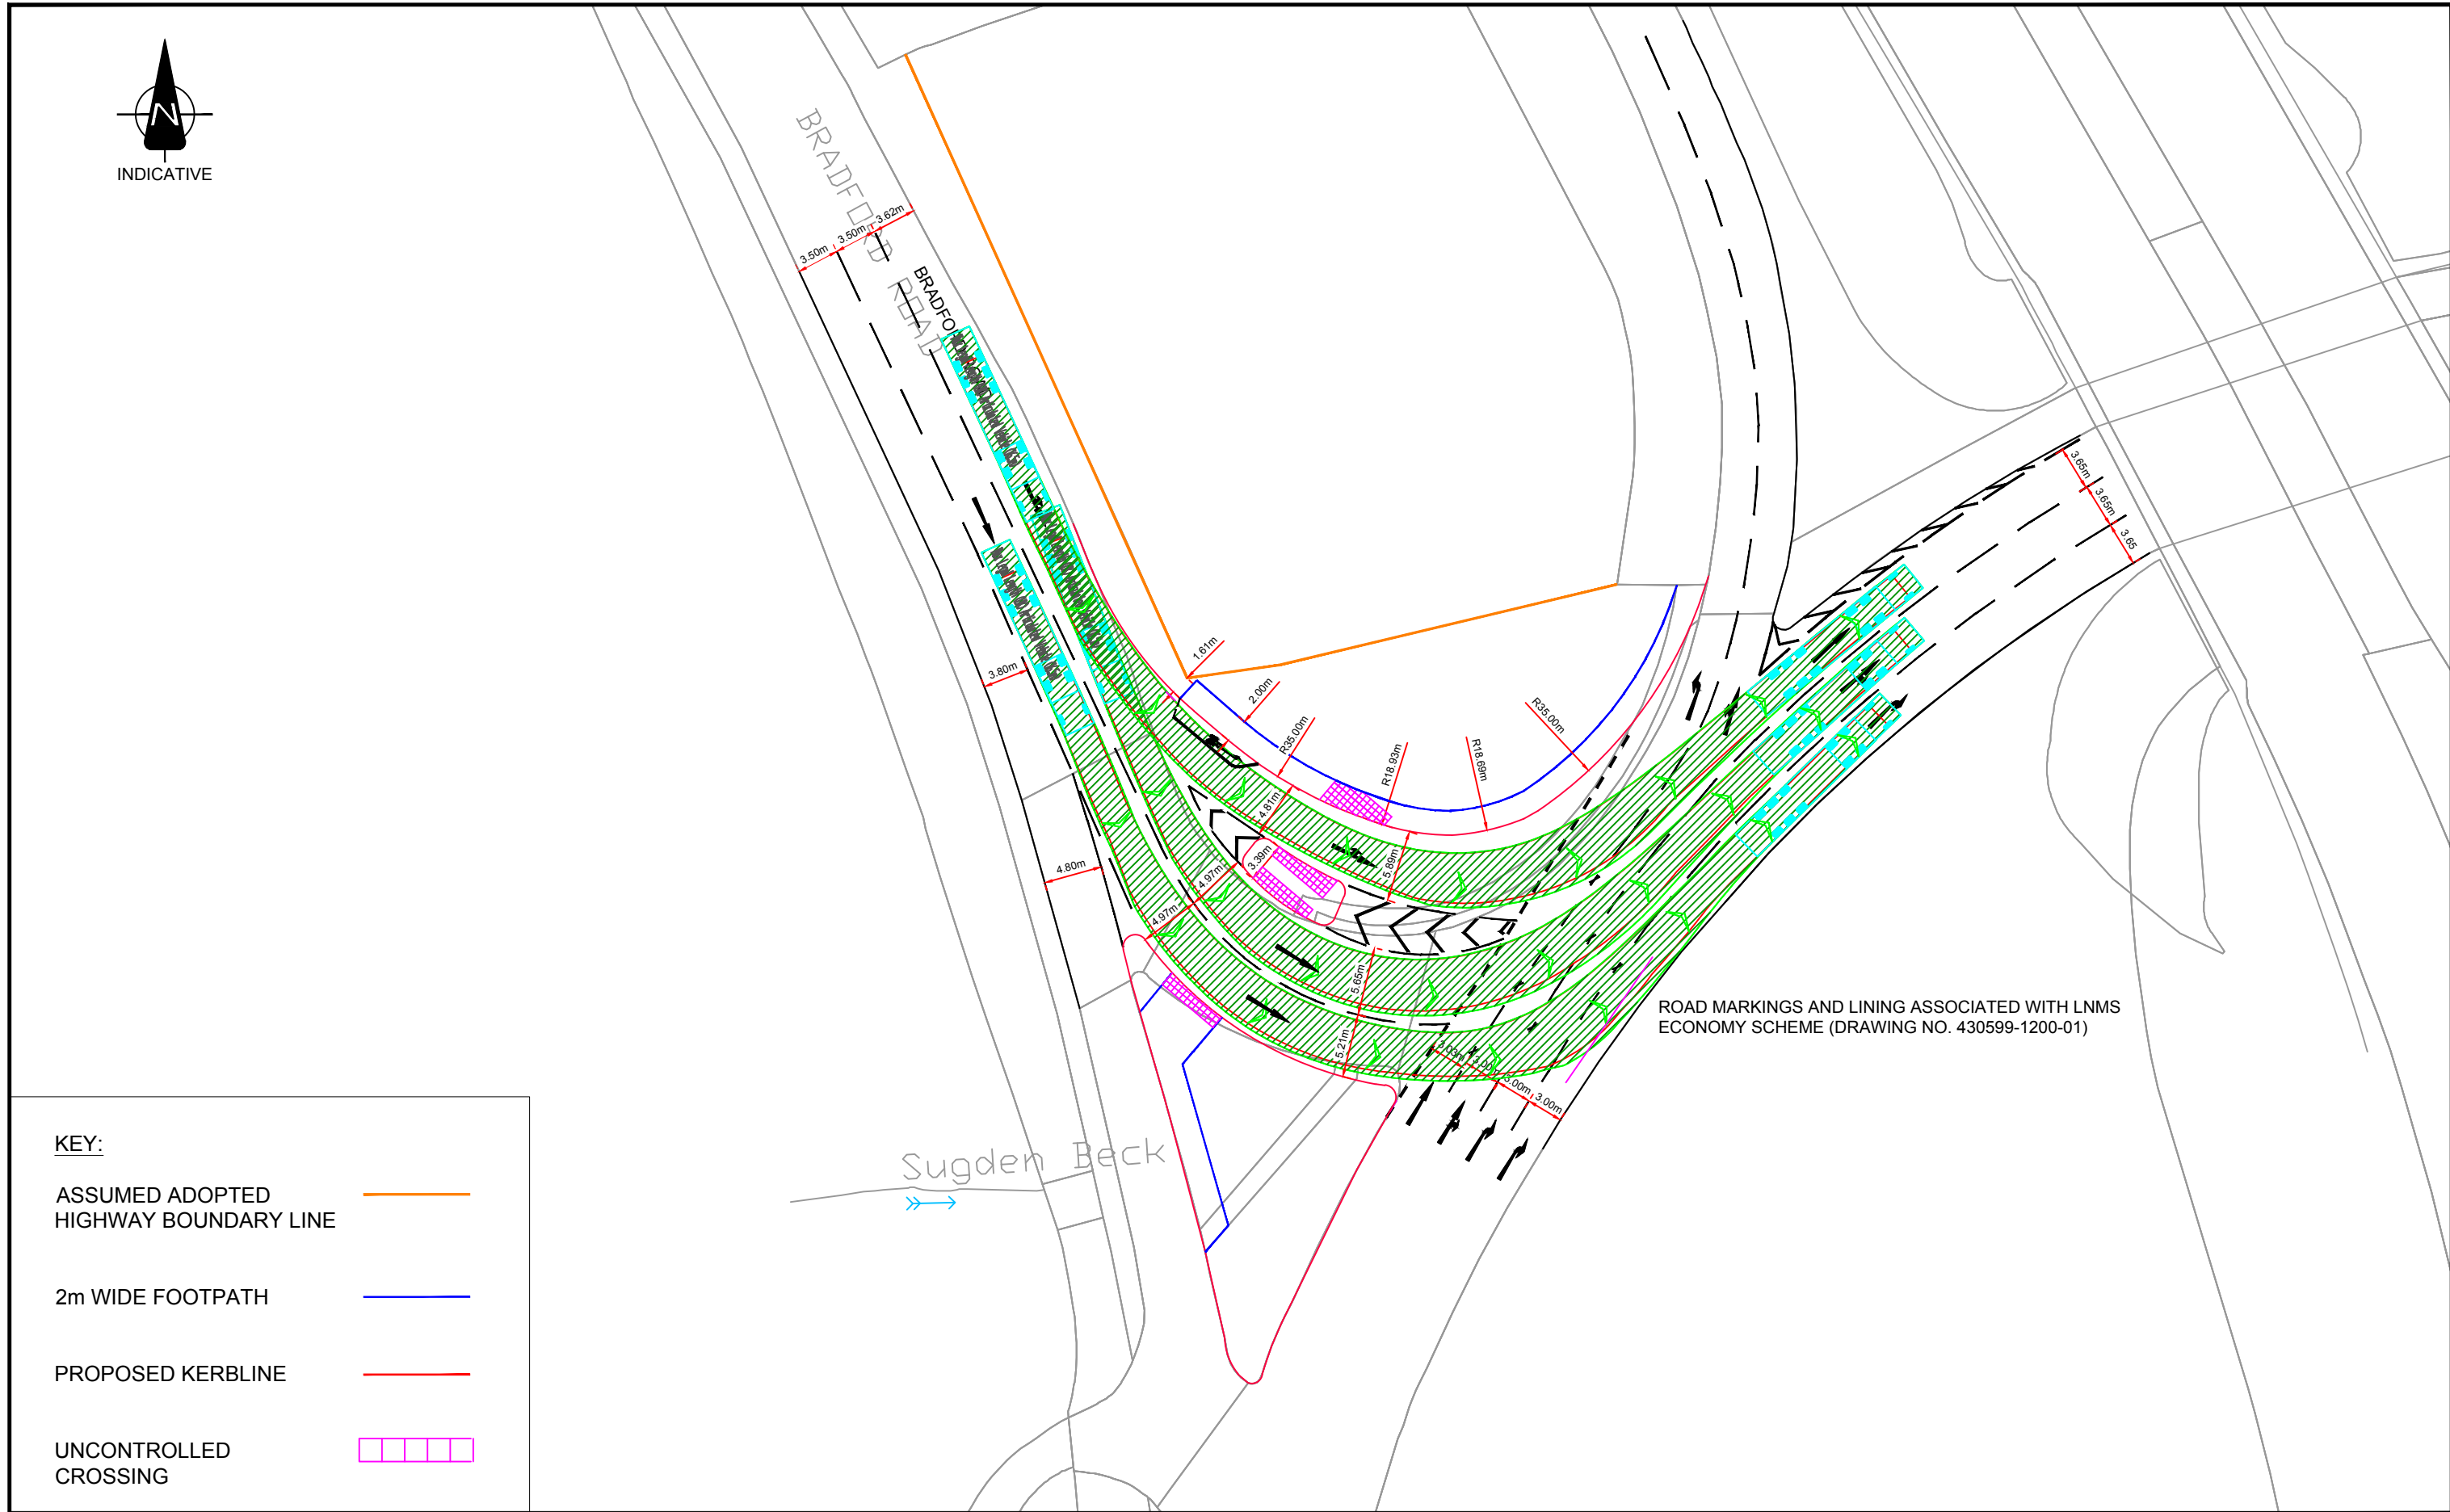 N
INDICATIVE
BRADFORD ROAD
3.50m
3.50m
3.62m
3.80m
4.80m
1.61m
2.00m
R35.00m
R18.93m
R18.69m
R35.00m
4.81m
3.39m
4.97m
4.97m
5.89m
5.65m
5.21m
3.03m
3.00m
3.00m
3.65m
3.65m
3.65
ROAD MARKINGS AND LINING ASSOCIATED WITH LNMS
ECONOMY SCHEME (DRAWING NO. 430599-1200-01)
Sugden Beck
KEY:
ASSUMED ADOPTED
HIGHWAY BOUNDARY LINE
2m WIDE FOOTPATH
PROPOSED KERBLINE
UNCONTROLLED
CROSSING